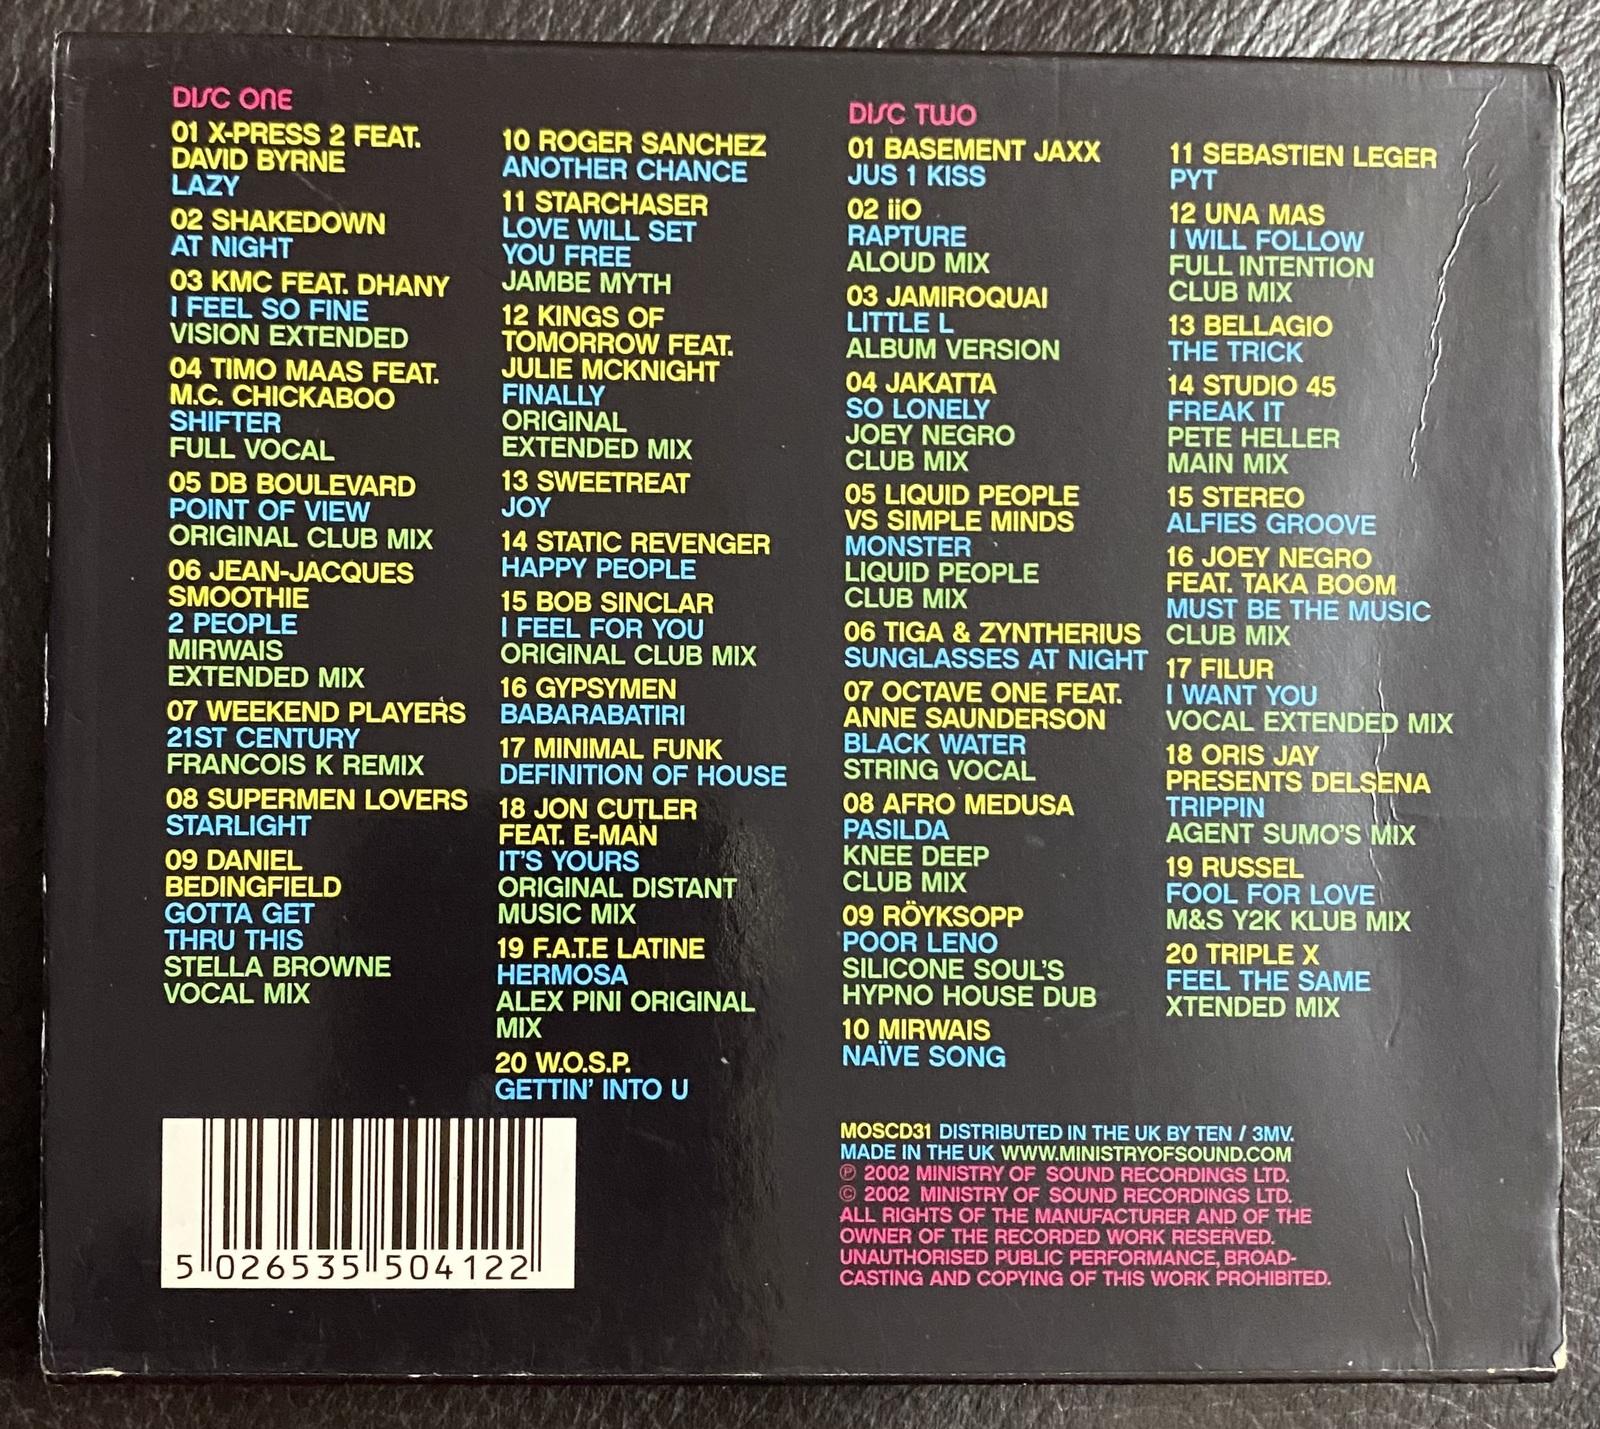 DISC ONE
01 X-PRESS 2 FEAT.
DAVID BYRNE
LAZY
02 SHAKEDOWN
AT NIGHT
03 KMC FEAT. DHANY
I FEEL SO FINE
VISION EXTENDED
04 TIMO MAAS FEAT.
M.C. CHICKABOO
SHIFTER
FULL VOCAL
05 DB BOULEVARD
POINT OF VIEW
ORIGINAL CLUB MIX
06 JEAN-JACQUES
SMOOTHIE
2 PEOPLE
MIRWAIS
EXTENDED MIX
07 WEEKEND PLAYERS
21ST CENTURY
FRANCOIS K REMIX
08 SUPERMEN LOVERS
STARLIGHT
09 DANIEL
BEDINGFIELD
GOTTA GET
THRU THIS
STELLA BROWNE
VOCAL MIX
10 ROGER SANCHEZ
ANOTHER CHANCE
11 STARCHASER
LOVE WILL SET
YOU FREE
JAMBE MYTH
12 KINGS OF
TOMORROW FEAT.
JULIE MCKNIGHT
FINALLY
ORIGINAL
EXTENDED MIX
13 SWEETREAT
JOY
14 STATIC REVENGER
HAPPY PEOPLE
15 BOB SINCLAR
I FEEL FOR YOU
ORIGINAL CLUB MIX
16 GYPSYMEN
BABARABATIRI
17 MINIMAL FUNK
DEFINITION OF HOUSE
18 JON CUTLER
FEAT. E-MAN
IT'S YOURS
ORIGINAL DISTANT
MUSIC MIX
19 F.A.T.E LATINE
HERMOSA
ALEX PINI ORIGINAL
MIX
20 W.O.S.P.
GETTIN' INTO U
DISC TWO
01 BASEMENT JAXX
JUS 1 KISS
02 iiO
RAPTURE
ALOUD MIX
03 JAMIROQUAI
LITTLE L
ALBUM VERSION
04 JAKATTA
SO LONELY
JOEY NEGRO
CLUB MIX
05 LIQUID PEOPLE
VS SIMPLE MINDS
MONSTER
LIQUID PEOPLE
CLUB MIX
06 TIGA & ZYNTHERIUS
SUNGLASSES AT NIGHT
07 OCTAVE ONE FEAT.
ANNE SAUNDERSON
BLACK WATER
STRING VOCAL
08 AFRO MEDUSA
PASILDA
KNEE DEEP
CLUB MIX
09 RÖYKSOPP
POOR LENO
SILICONE SOUL'S
HYPNO HOUSE DUB
10 MIRWAIS
NAÏVE SONG
11 SEBASTIEN LEGER
PYT
12 UNA MAS
I WILL FOLLOW
FULL INTENTION
CLUB MIX
13 BELLAGIO
THE TRICK
14 STUDIO 45
FREAK IT
PETE HELLER
MAIN MIX
15 STEREO
ALFIES GROOVE
16 JOEY NEGRO
FEAT. TAKA BOOM
MUST BE THE MUSIC
CLUB MIX
17 FILUR
I WANT YOU
VOCAL EXTENDED MIX
18 ORIS JAY
PRESENTS DELSENA
TRIPPIN
AGENT SUMO'S MIX
19 RUSSEL
FOOL FOR LOVE
M&S Y2K KLUB MIX
20 TRIPLE X
FEEL THE SAME
XTENDED MIX
5 026535 504122
MOSCD31 DISTRIBUTED IN THE UK BY TEN / 3MV.
MADE IN THE UK WWW.MINISTRYOFSOUND.COM
℗ 2002 MINISTRY OF SOUND RECORDINGS LTD.
© 2002 MINISTRY OF SOUND RECORDINGS LTD.
ALL RIGHTS OF THE MANUFACTURER AND OF THE
OWNER OF THE RECORDED WORK RESERVED.
UNAUTHORISED PUBLIC PERFORMANCE, BROAD-
CASTING AND COPYING OF THIS WORK PROHIBITED.